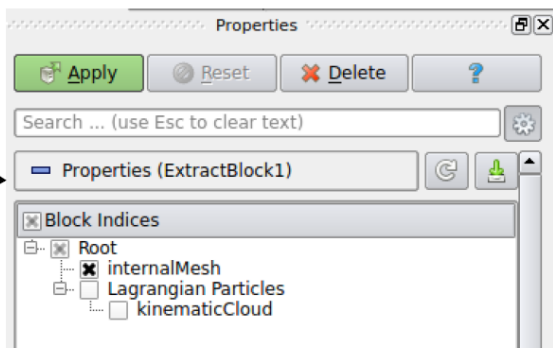 Properties
Apply Reset Delete ?
Search ... (use Esc to clear text)
Properties (ExtractBlock1)
Block Indices
Root
internalMesh
Lagrangian Particles
kinematicCloud